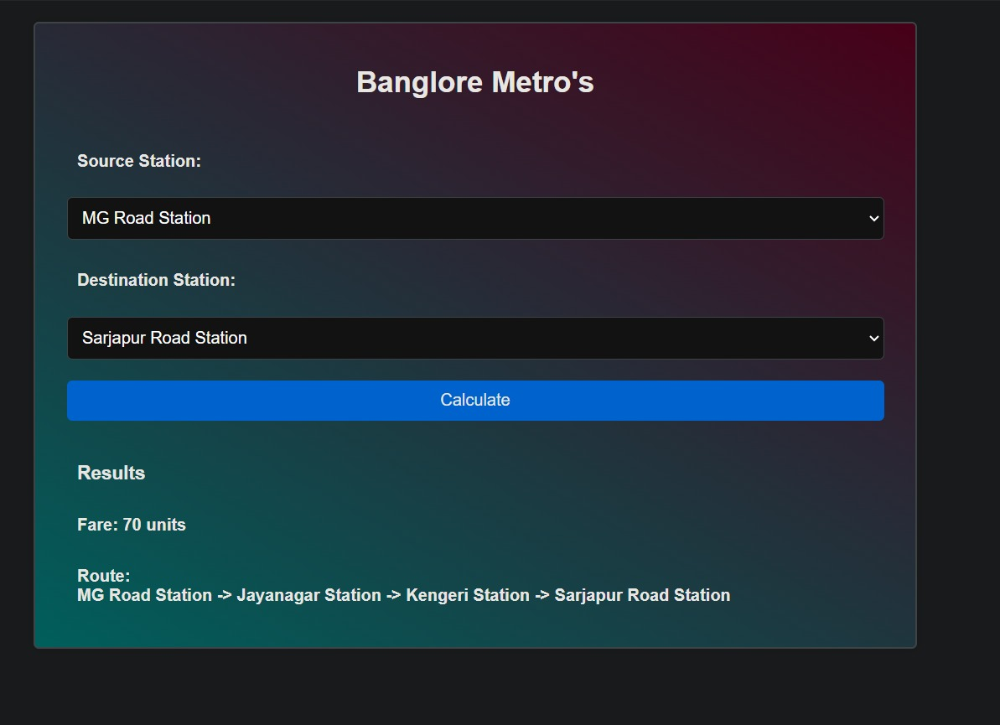 Banglore Metro's
Source Station:
MG Road Station
Destination Station:
Sarjapur Road Station
Calculate
Results
Fare: 70 units
Route:
MG Road Station -> Jayanagar Station -> Kengeri Station -> Sarjapur Road Station